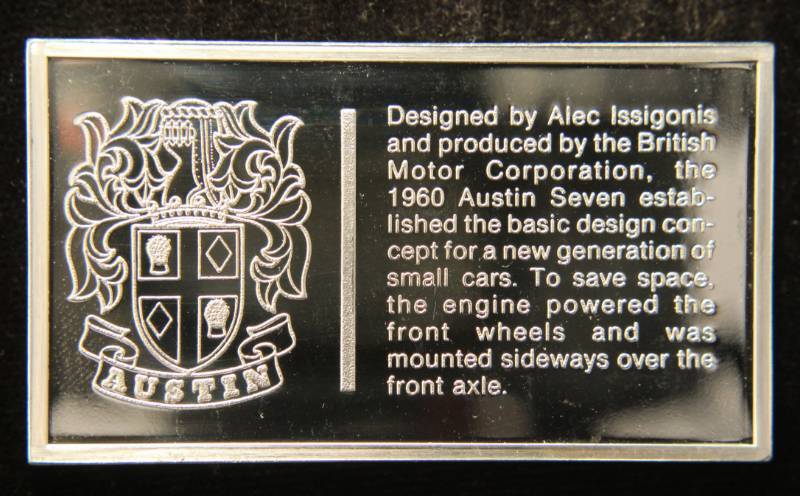 Designed by Alec Issigonis
and produced by the British
Motor Corporation, the
1960 Austin Seven estab-
lished the basic design con-
cept for a new generation of
small cars. To save space,
the engine powered the
front wheels and was
mounted sideways over the
front axle.
AUSTIN